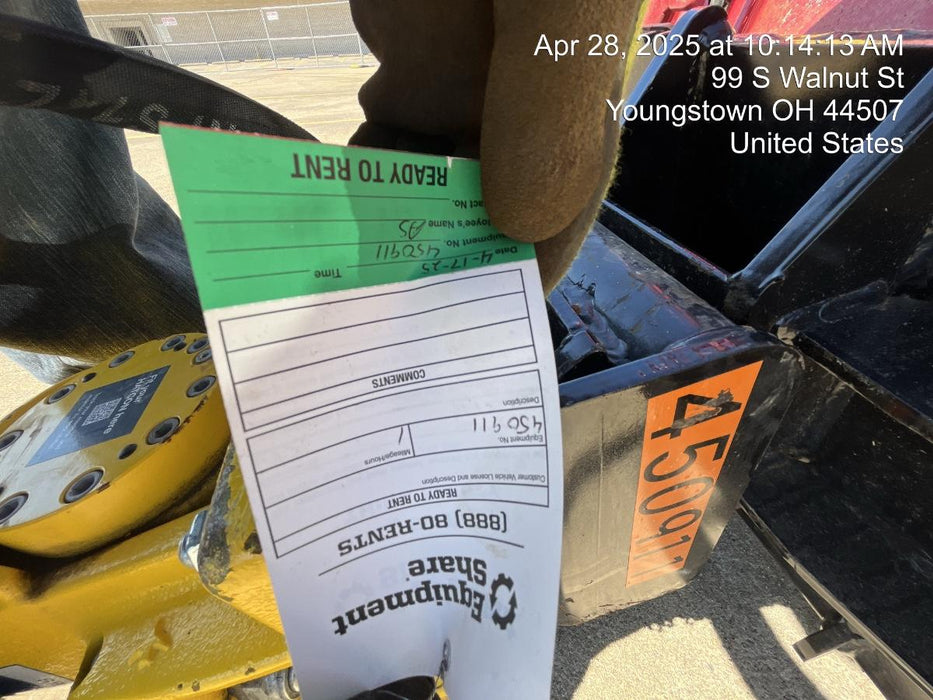 Apr 28, 2025 at 10:14:13 AM
99 S Walnut St
Youngstown OH 44507
United States
Equipment
Share
(888) 80-RENTS
READY TO RENT
Customer Vehicle License and Description
Equipment No. 450911
Mileage/Hours 1
Description
COMMENTS
Date 4-17-25 Time
Equipment No. 450911
Employee's Name AS
READY TO RENT
450911